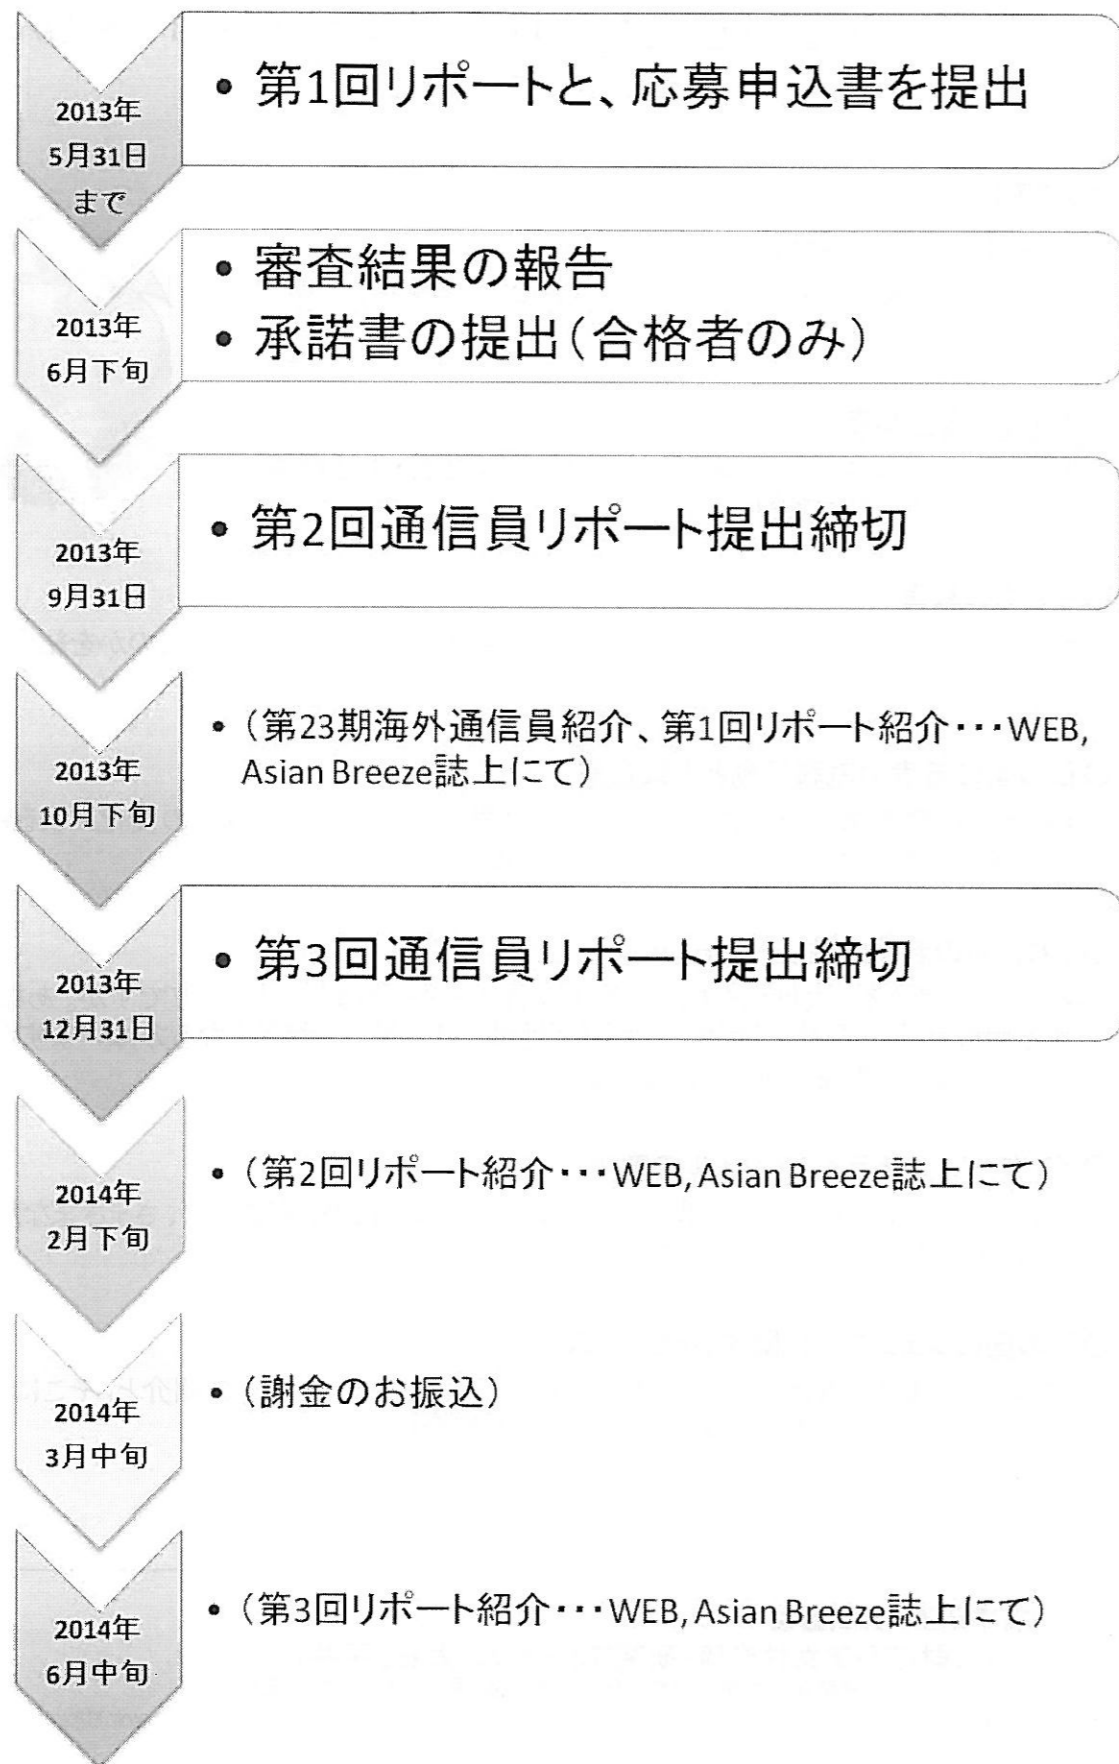 2013年
5月31日
まで
• 第1回リポートと、応募申込書を提出
2013年
6月下旬
• 審査結果の報告
• 承諾書の提出（合格者のみ）
2013年
9月31日
• 第2回通信員リポート提出締切
2013年
10月下旬
• （第23期海外通信員紹介、第1回リポート紹介・・・WEB,
Asian Breeze誌上にて）
2013年
12月31日
• 第3回通信員リポート提出締切
2014年
2月下旬
• （第2回リポート紹介・・・WEB, Asian Breeze誌上にて）
2014年
3月中旬
• （謝金のお振込）
2014年
6月中旬
• （第3回リポート紹介・・・WEB, Asian Breeze誌上にて）